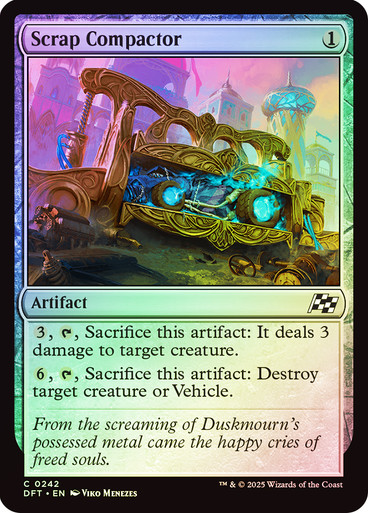 Scrap Compactor 1
Artifact
3, T, Sacrifice this artifact: It deals 3
damage to target creature.
6, T, Sacrifice this artifact: Destroy
target creature or Vehicle.
From the screaming of Duskmourn's
possessed metal came the happy cries of
freed souls.
C 0242
DFT • EN Viko Menezes
™ & © 2025 Wizards of the Coast